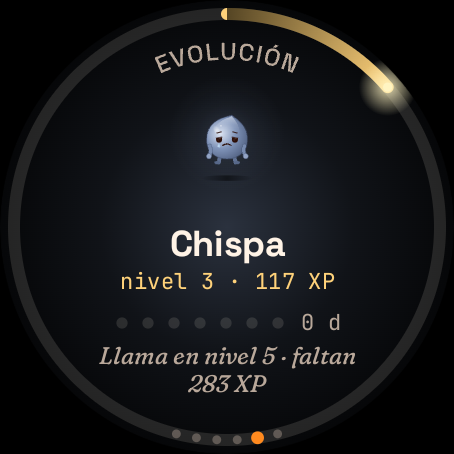 EVOLUCIÓN
Chispa
nivel 3 · 117 XP
0 d
Llama en nivel 5 · faltan
283 XP